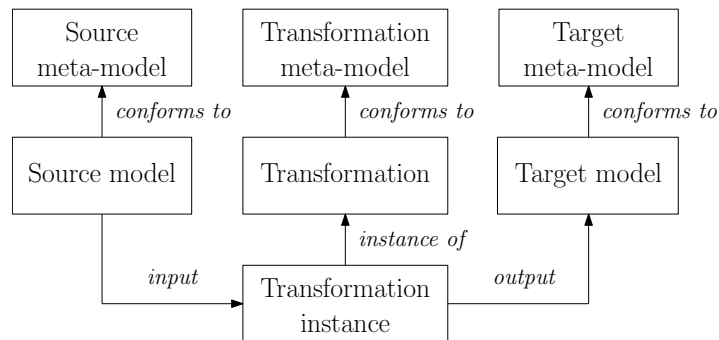 Source
meta-model
Transformation
meta-model
Target
meta-model
conforms to
conforms to
conforms to
Source model
Transformation
Target model
instance of
input
output
Transformation
instance